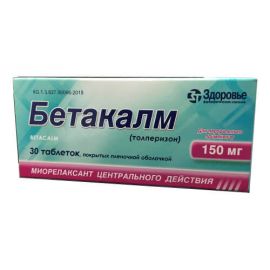 Здоровье
Бетакалм
(толперизон)
BETACALM
150 мг
30 таблеток, покрытых пленочной оболочкой
МИОРЕЛАКСАНТ ЦЕНТРАЛЬНОГО ДЕЙСТВИЯ